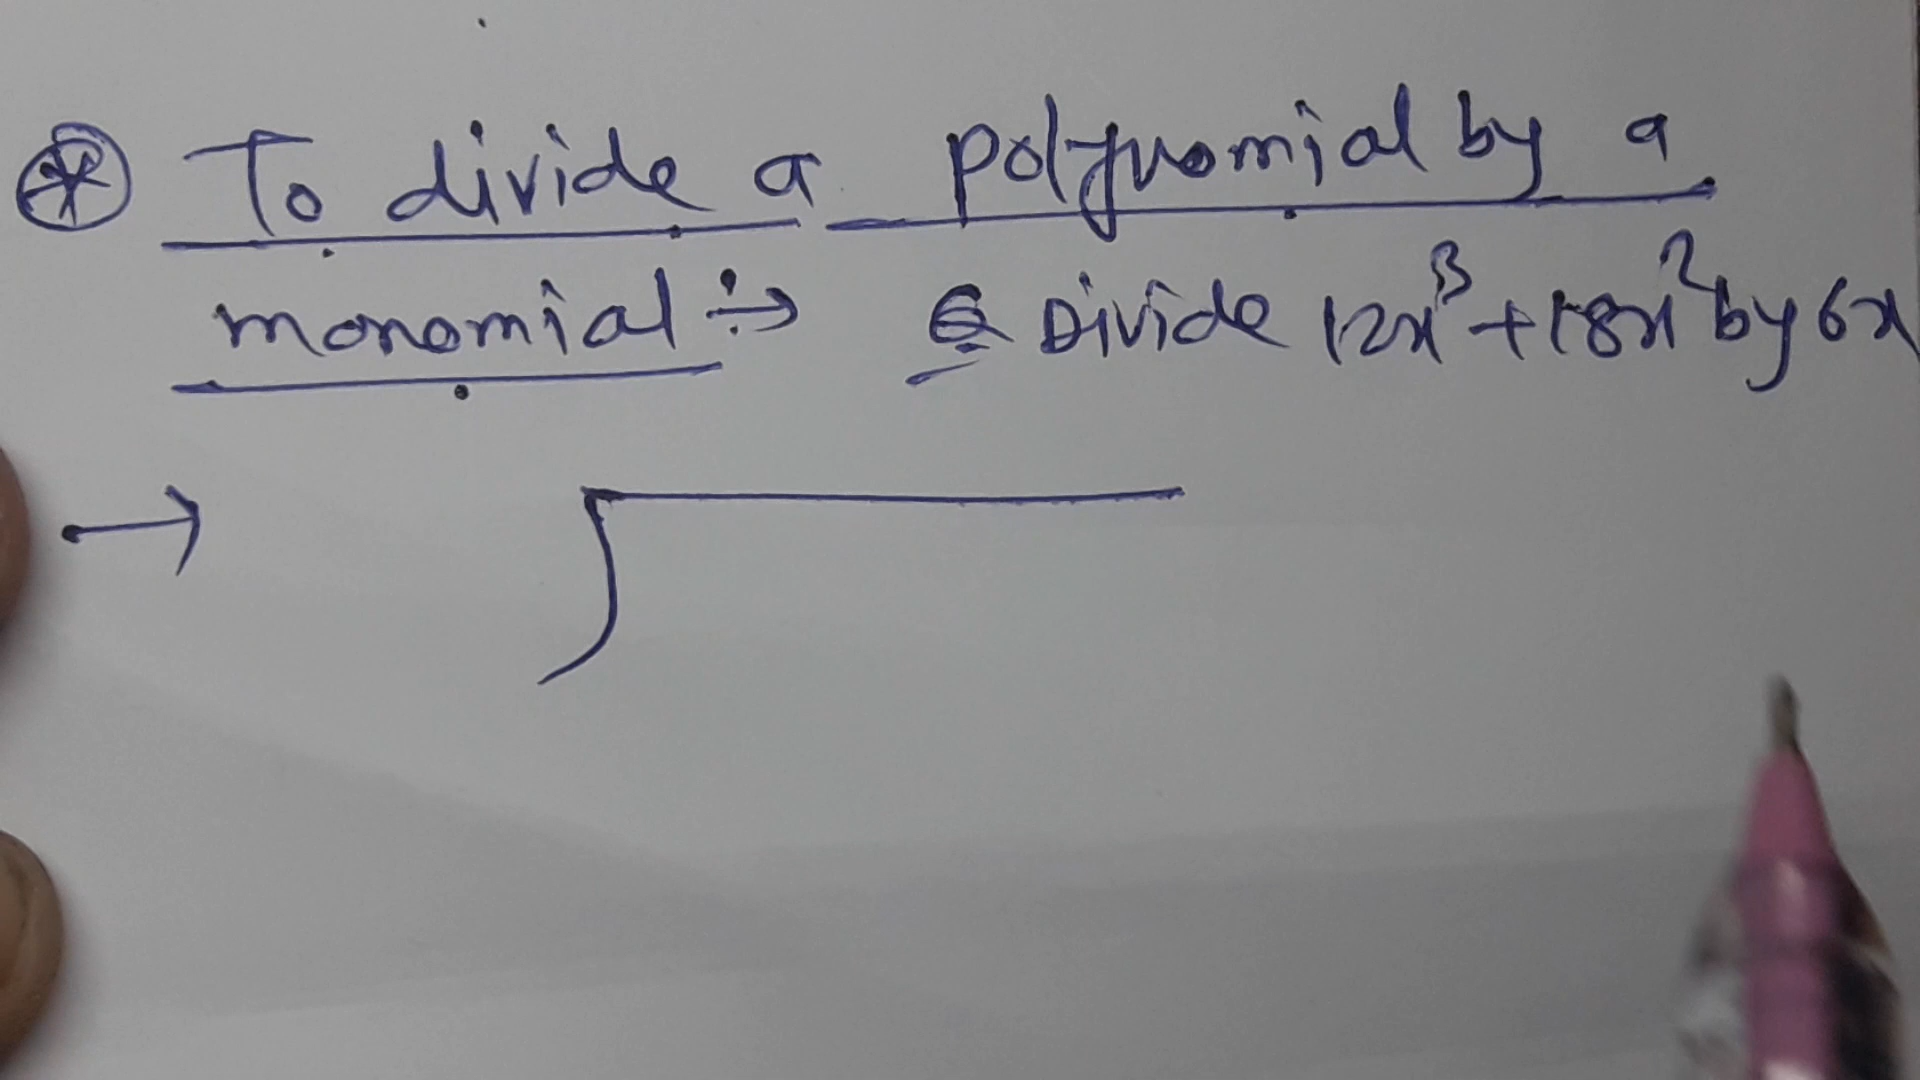 To divide a polynomial by a
monomial÷> Q Divide 12x³+18x² by 6x
→